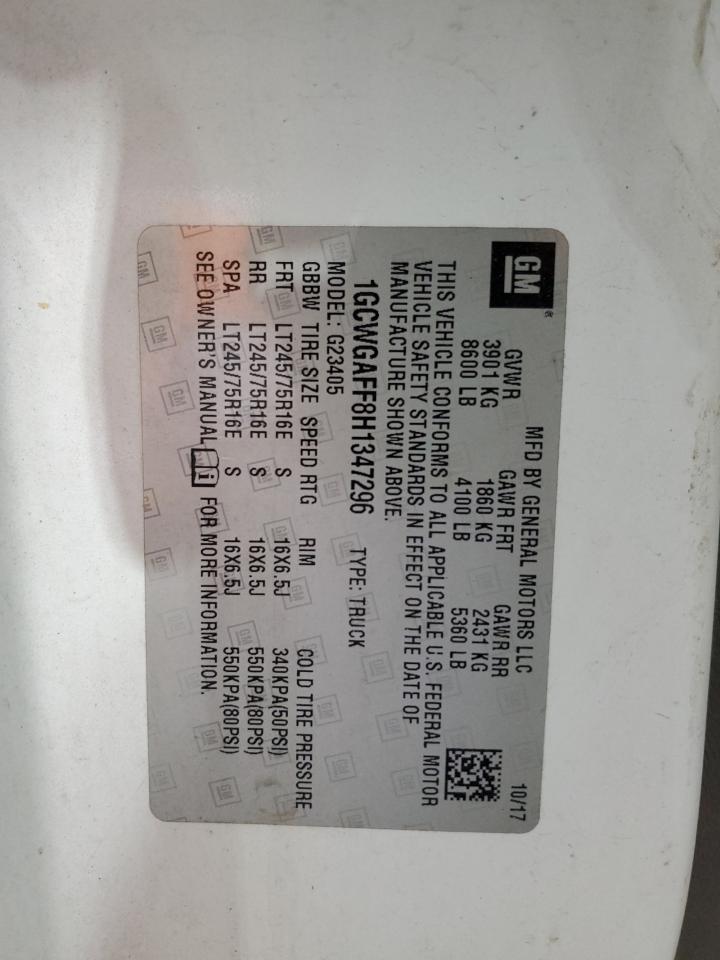 GM®
MFD BY GENERAL MOTORS LLC 10/17
GVWR GAWR FRT GAWR RR
3901 KG 1860 KG 2431 KG
8600 LB 4100 LB 5360 LB
THIS VEHICLE CONFORMS TO ALL APPLICABLE U.S. FEDERAL MOTOR
VEHICLE SAFETY STANDARDS IN EFFECT ON THE DATE OF
MANUFACTURE SHOWN ABOVE.
1GCWGAFF8H1347296 TYPE: TRUCK
MODEL: G23405
GBBW TIRE SIZE SPEED RTG RIM COLD TIRE PRESSURE
FRT LT245/75R16E S 16X6.5J 340KPA(50PSI)
RR LT245/75R16E S 16X6.5J 550KPA(80PSI)
SPA LT245/75R16E S 16X6.5J 550KPA(80PSI)
SEE OWNER'S MANUAL i FOR MORE INFORMATION.